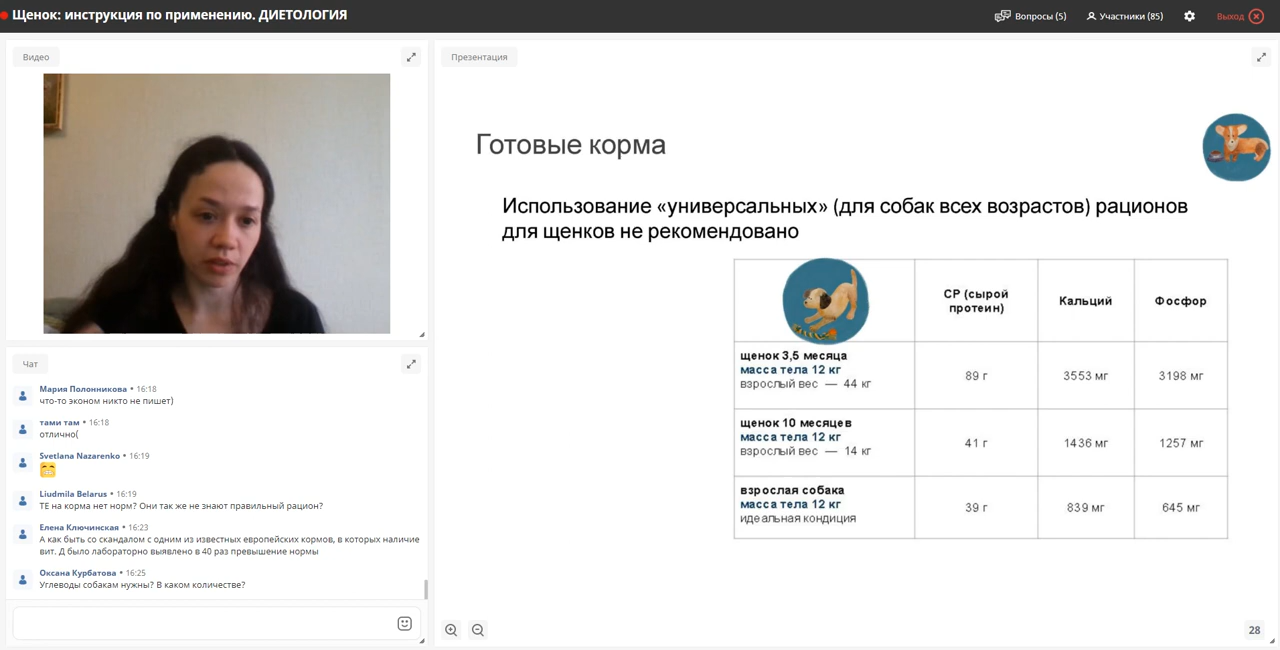 Щенок: инструкция по применению. ДИЕТОЛОГИЯ
Вопросы (5)
Участники (85)
Выход
Видео
Презентация
Готовые корма
Использование «универсальных» (для собак всех возрастов) рационов
для щенков не рекомендовано
СР (сырой
протеин)
Кальций
Фосфор
щенок 3,5 месяца
масса тела 12 кг
взрослый вес — 44 кг
89 г
3553 мг
3198 мг
щенок 10 месяцев
масса тела 12 кг
взрослый вес — 14 кг
41 г
1436 мг
1257 мг
взрослая собака
масса тела 12 кг
идеальная кондиция
39 г
839 мг
645 мг
28
Чат
Мария Полонникова • 16:18
что-то эконом никто не пишет)
тами там • 16:18
отлично(
Svetlana Nazarenko • 16:19
Liudmila Belarus • 16:19
ТЕ на корма нет норм? Они так же не знают правильный рацион?
Елена Ключинская • 16:23
А как быть со скандалом с одним из известных европейских кормов, в которых наличие
вит. Д было лабораторно выявлено в 40 раз превышение нормы
Оксана Курбатова • 16:25
Углеводы собакам нужны? В каком количестве?